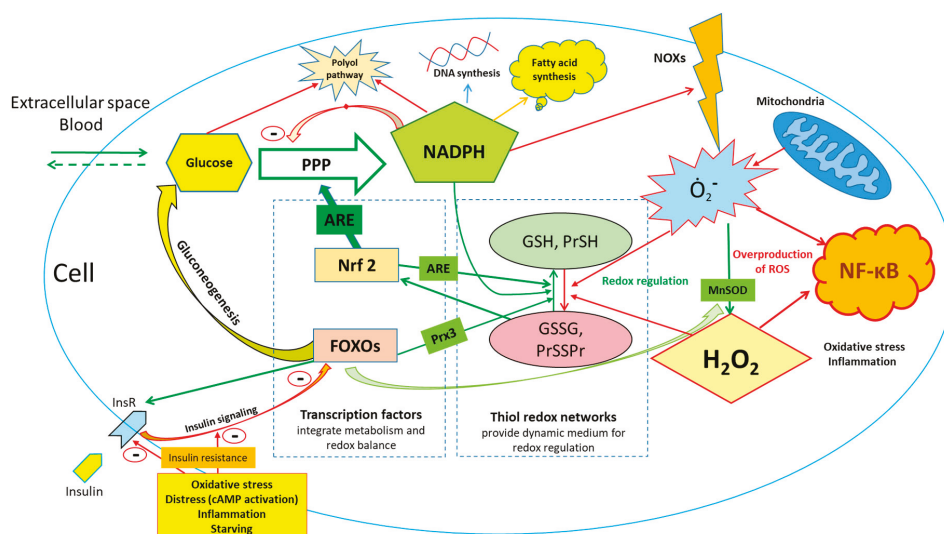 Extracellular space
Blood
Polyol
pathway
DNA synthesis
Fatty acid
synthesis
NOXs
Mitochondria
-
Glucose
PPP
NADPH
Ȯ₂⁻
ARE
Nrf 2
ARE
GSH, PrSH
Redox regulation
Overproduction
of ROS
NF-κB
MnSOD
Cell
Gluconeogenesis
FOXOs
Prx3
GSSG,
PrSSPr
H₂O₂
Oxidative stress
Inflammation
-
InsR
Insulin signaling
Transcription factors
integrate metabolism and
redox balance
Thiol redox networks
provide dynamic medium for
redox regulation
-
-
Insulin resistance
Insulin
Oxidative stress
Distress (cAMP activation)
Inflammation
Starving